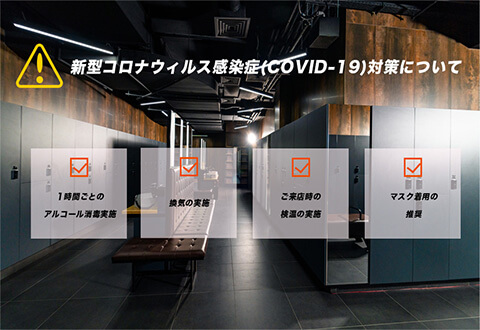 新型コロナウィルス感染症(COVID-19)対策について
1時間ごとの
アルコール消毒実施
換気の実施
ご来店時の
検温の実施
マスク着用の
推奨